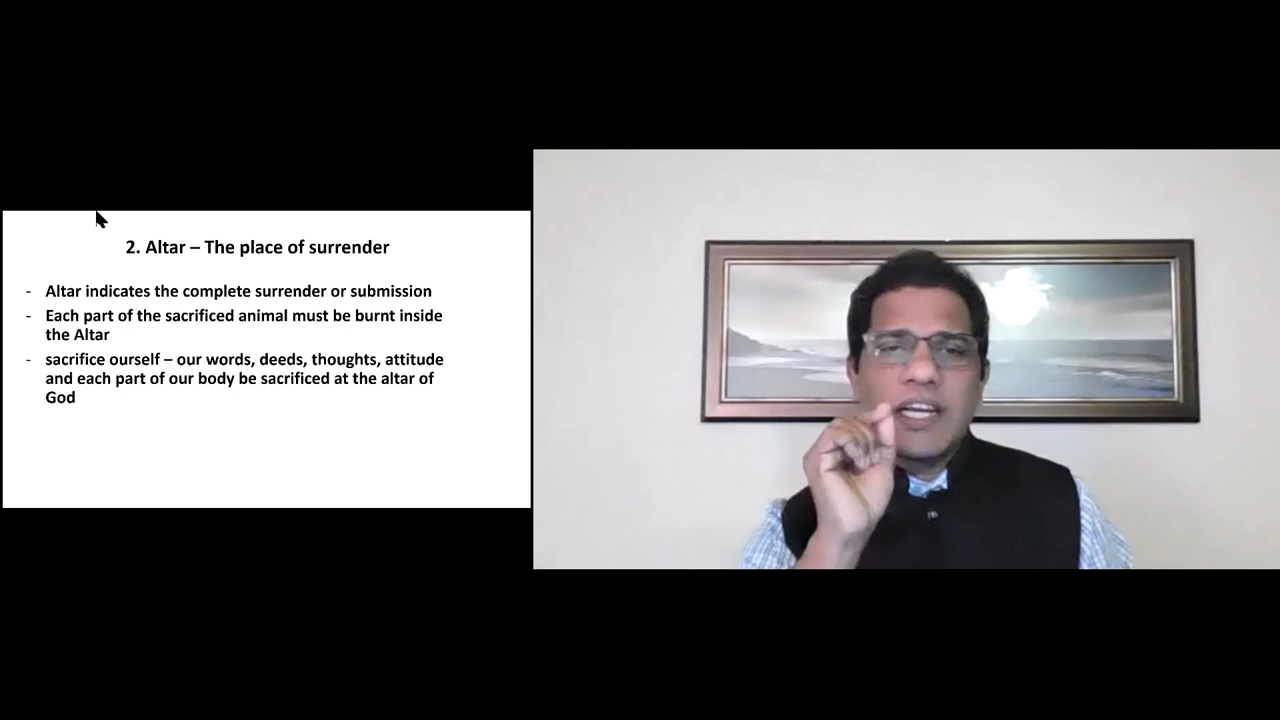 2. Altar – The place of surrender
- Altar indicates the complete surrender or submission
- Each part of the sacrificed animal must be burnt inside
the Altar
- sacrifice ourself – our words, deeds, thoughts, attitude
and each part of our body be sacrificed at the altar of
God